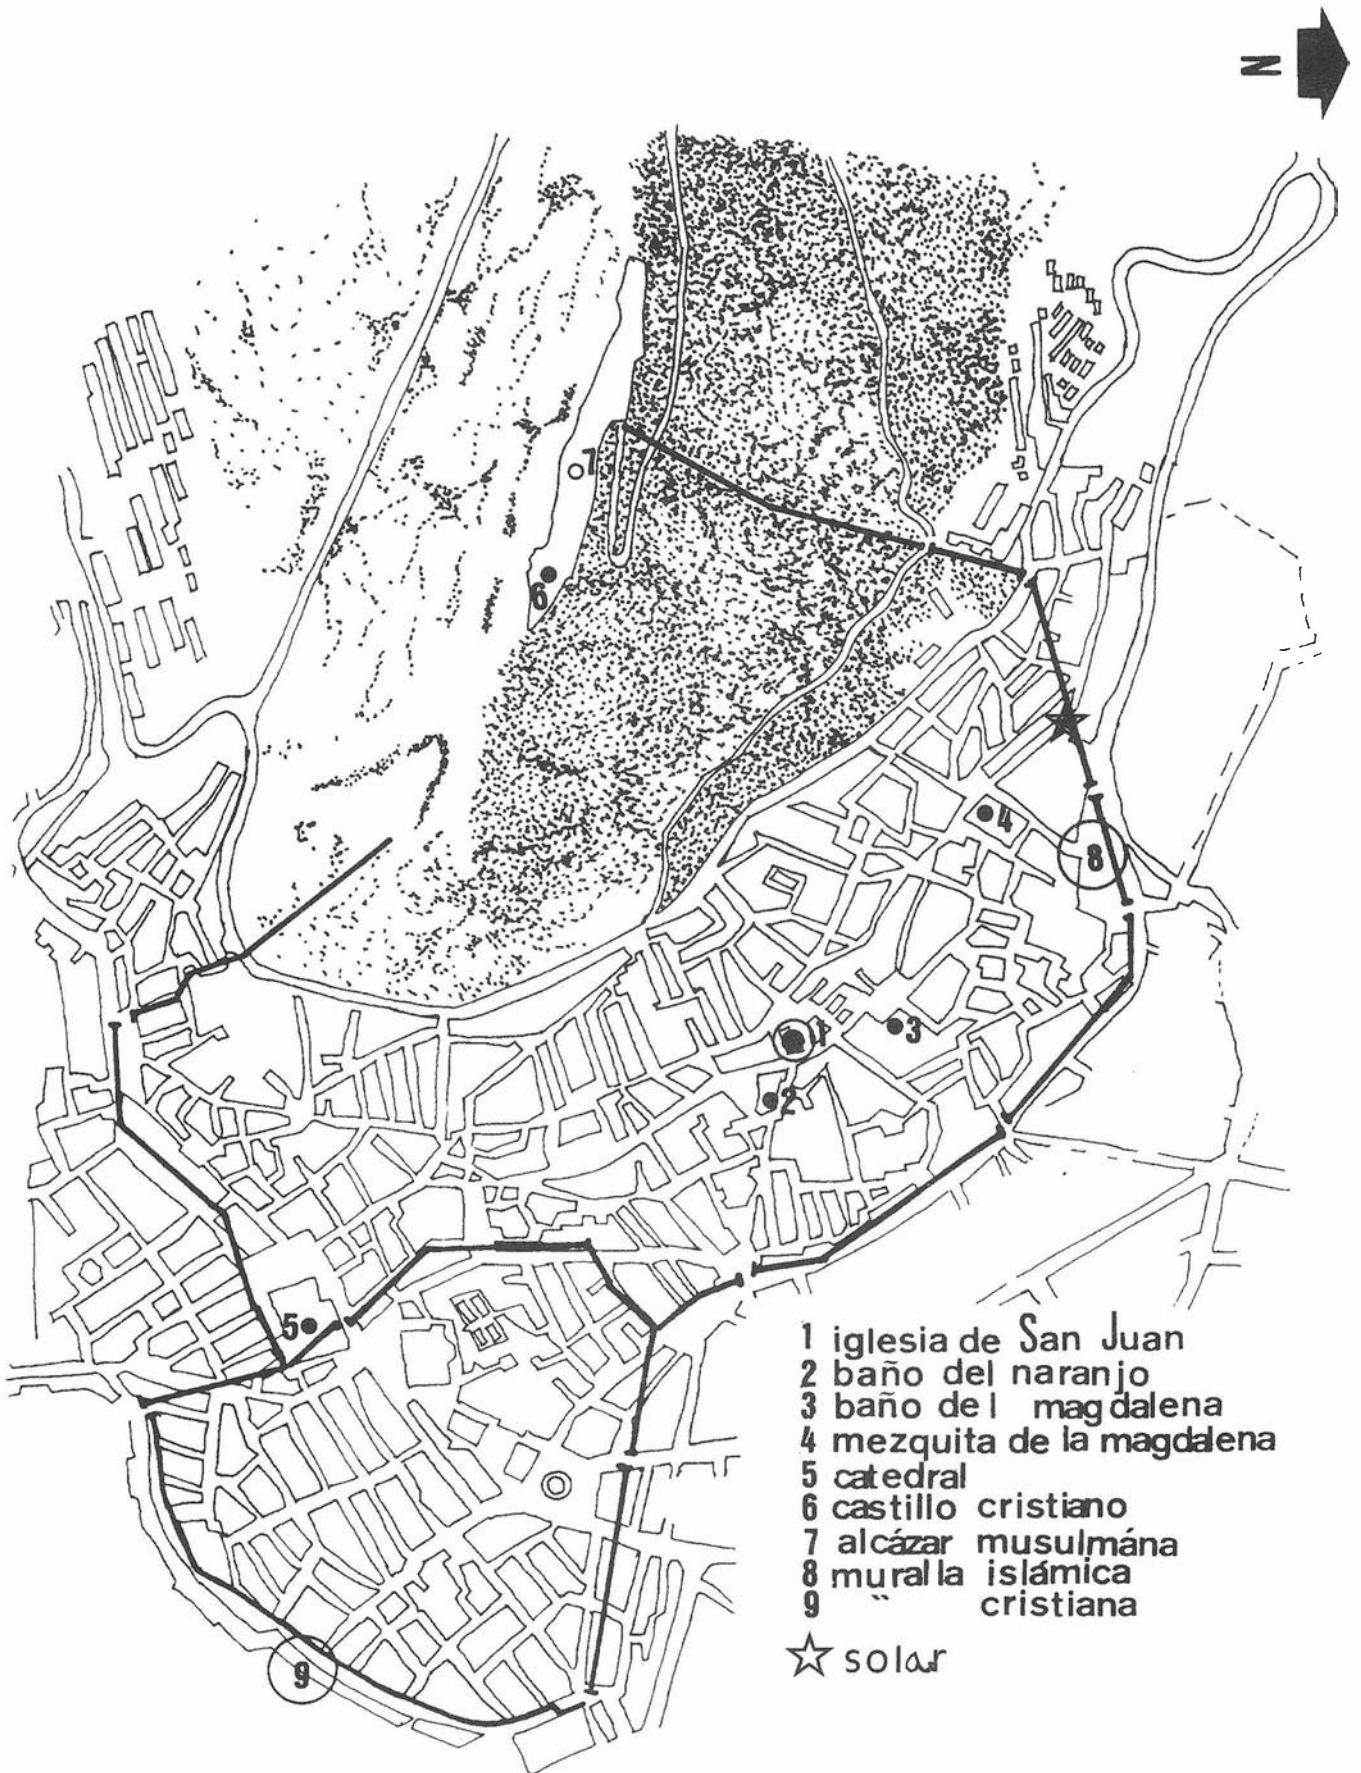 N
7
6
4
8
1
3
2
5
9
1 iglesia de San Juan
2 baño del naranjo
3 baño del magdalena
4 mezquita de la magdalena
5 catedral
6 castillo cristiano
7 alcázar musulmána
8 muralla islámica
9 " cristiana
☆ solar